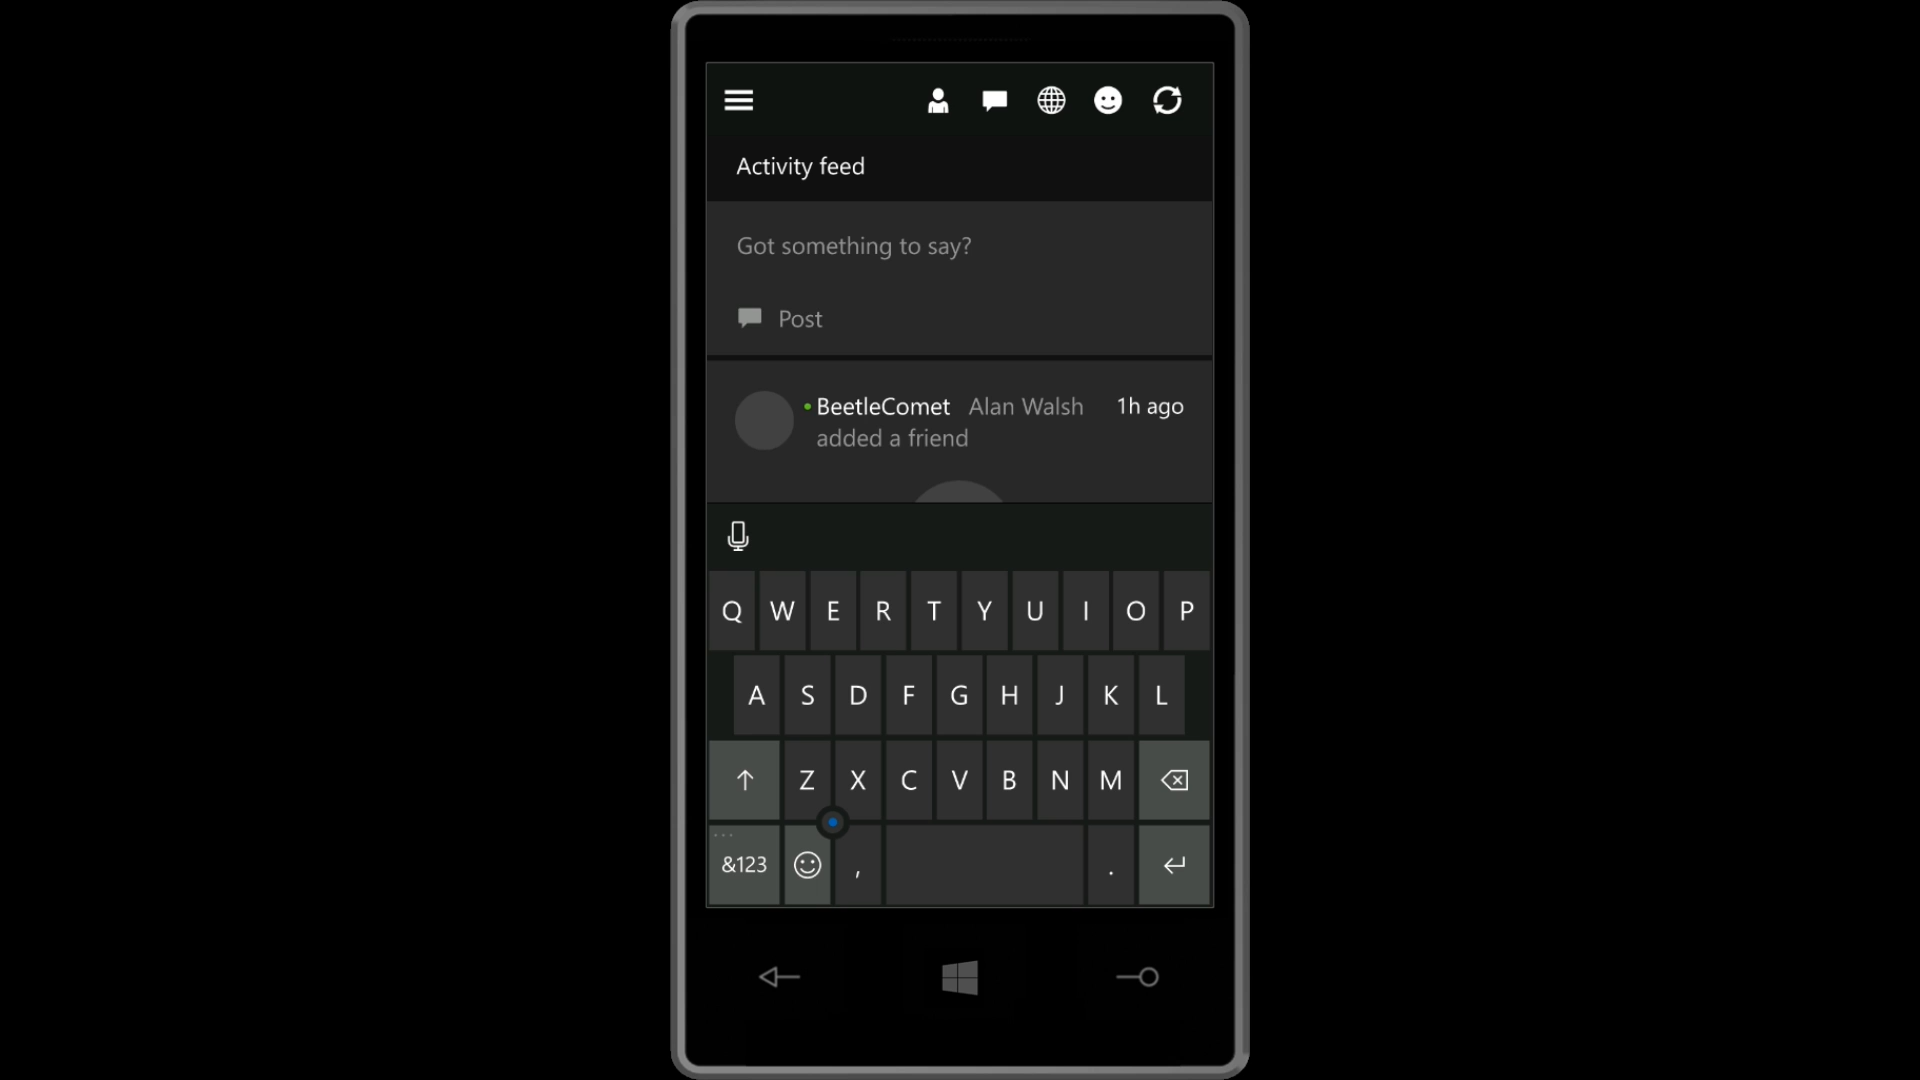 Activity feed
Got something to say?
Post
BeetleComet Alan Walsh 1h ago
added a friend
Q W E R T Y U I O P
A S D F G H J K L
Z X C V B N M
&123 , .